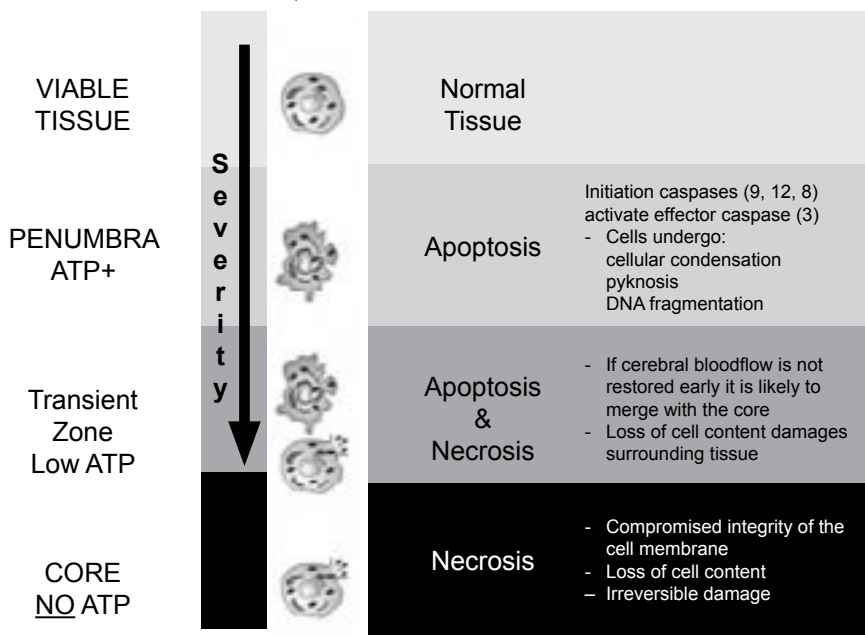 VIABLE
TISSUE
Normal
Tissue
Severity
PENUMBRA
ATP+
Apoptosis
Initiation caspases (9, 12, 8)
activate effector caspase (3)
- Cells undergo:
cellular condensation
pyknosis
DNA fragmentation
Transient
Zone
Low ATP
Apoptosis
&
Necrosis
- If cerebral bloodflow is not
restored early it is likely to
merge with the core
- Loss of cell content damages
surrounding tissue
CORE
NO ATP
Necrosis
- Compromised integrity of the
cell membrane
- Loss of cell content
– Irreversible damage